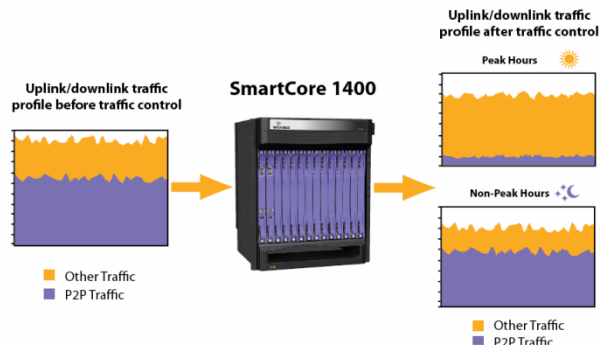 Uplink/downlink traffic
profile before traffic control
Other Traffic
P2P Traffic
SmartCore 1400
Uplink/downlink traffic
profile after traffic control
Peak Hours
Non-Peak Hours
Other Traffic
P2P Traffic